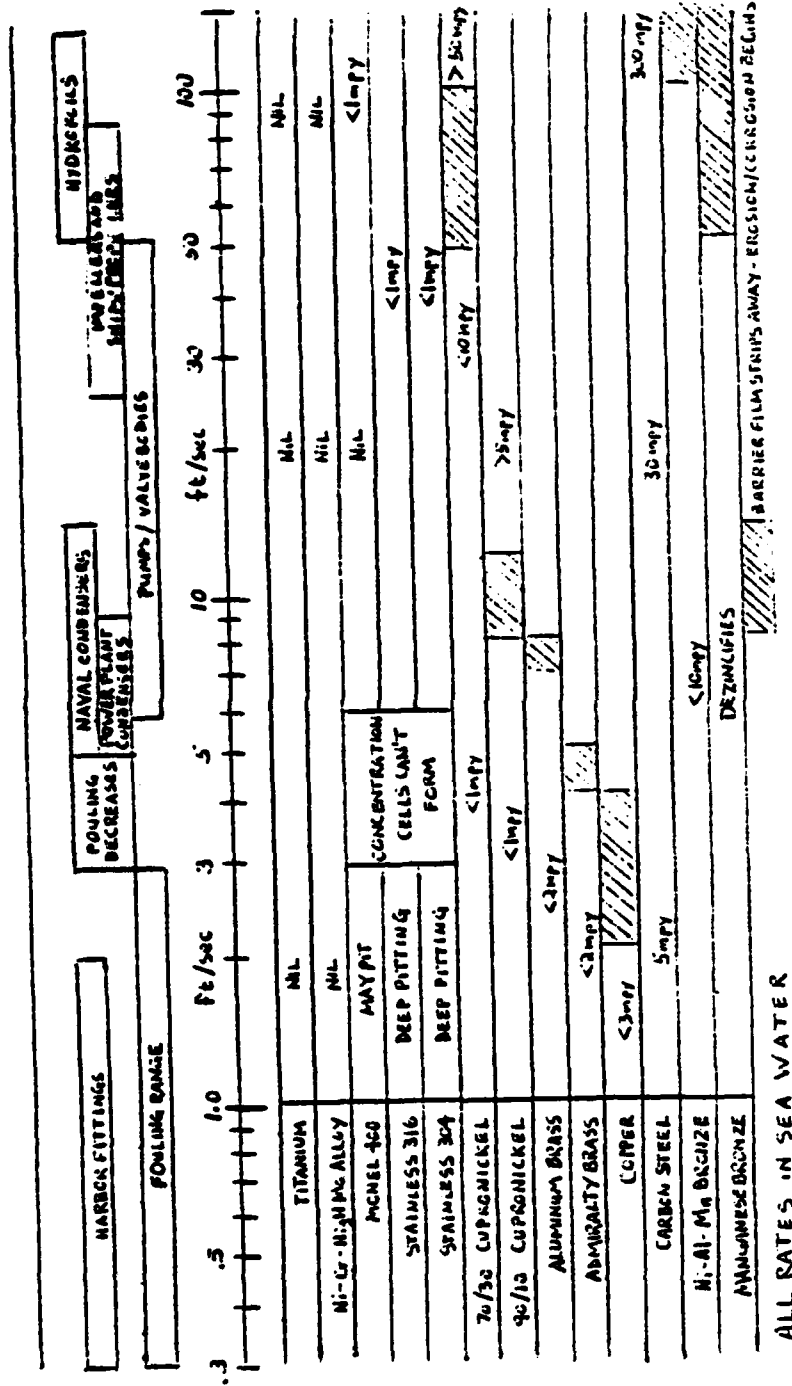 HARBOR FITTINGS
FOULING RANGE
FOULING
DECREASES
NAVAL CONDENSERS
POWER PLANT
CONDENSERS
PUMPS / VALVE BODIES
HYDROFOILS
.3 .5 1.0 ft/sec 3 5 10 ft/sec 30 50 100
TITANIUM NIL NIL NIL
Ni-Cr-High Mo ALLOY NIL NIL NIL
MONEL 400 MAY PIT NIL <1mpy
STAINLESS 316 DEEP PITTING <1mpy
STAINLESS 304 DEEP PITTING <1mpy
CONCENTRATION
CELLS CAN'T
FORM
70/30 CUPRONICKEL <1mpy <10mpy
90/10 CUPRONICKEL <1mpy >5mpy
ALUMINUM BRASS <2mpy
ADMIRALTY BRASS <2mpy
COPPER <3mpy
CARBON STEEL 5mpy 30mpy 300mpy
Ni-Al-Mn BRONZE <10mpy
MANGANESE BRONZE DEZINCIFIES
BARRIER FILM STRIPS AWAY - EROSION/CORROSION BEGINS
ALL RATES IN SEA WATER